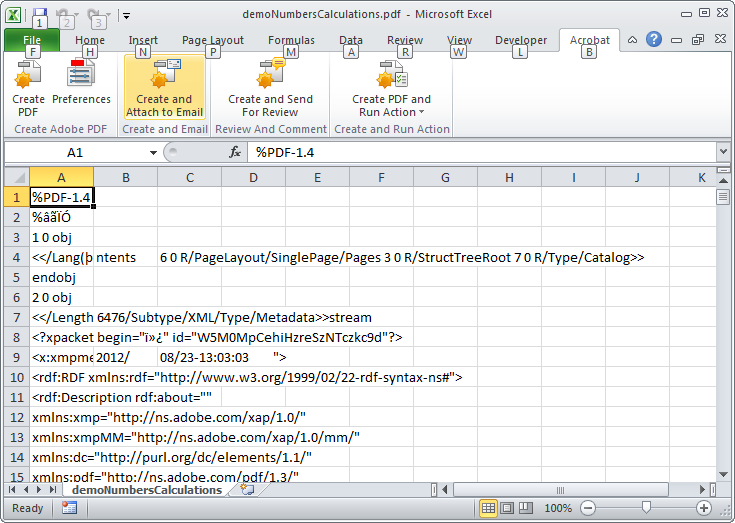 demoNumbersCalculations.pdf - Microsoft Excel
1 2 3
File Home Insert Page Layout Formulas Data Review View Developer Acrobat
F H N P M A R W L B
Create PDF
Preferences
Create and Attach to Email
Create and Send For Review
Create PDF and Run Action
Create Adobe PDF Create and Email Review And Comment Create and Run Action
A1 fx %PDF-1.4
A B C D E F G H I J K
1 %PDF-1.4
2 %âãÏÓ
3 1 0 obj
4 <</Lang(þ ntents 6 0 R/PageLayout/SinglePage/Pages 3 0 R/StructTreeRoot 7 0 R/Type/Catalog>>
5 endobj
6 2 0 obj
7 <</Length 6476/Subtype/XML/Type/Metadata>>stream
8 <?xpacket begin="ï»¿" id="W5M0MpCehiHzreSzNTczkc9d"?>
9 <x:xmpme 2012/ 08/23-13:03:03 ">
10 <rdf:RDF xmlns:rdf="http://www.w3.org/1999/02/22-rdf-syntax-ns#">
11 <rdf:Description rdf:about=""
12 xmlns:xmp="http://ns.adobe.com/xap/1.0/"
13 xmlns:xmpMM="http://ns.adobe.com/xap/1.0/mm/"
14 xmlns:dc="http://purl.org/dc/elements/1.1/"
15 xmlns:pdf="http://ns.adobe.com/pdf/1.3/"
demoNumbersCalculations
Ready 100%